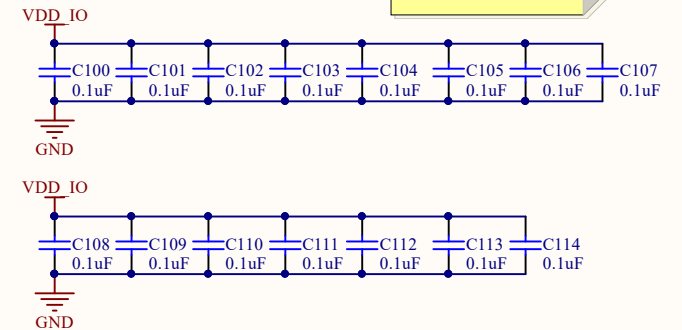 VDD_IO
C100 C101 C102 C103 C104 C105 C106 C107
0.1uF 0.1uF 0.1uF 0.1uF 0.1uF 0.1uF 0.1uF 0.1uF
GND
VDD_IO
C108 C109 C110 C111 C112 C113 C114
0.1uF 0.1uF 0.1uF 0.1uF 0.1uF 0.1uF 0.1uF
GND